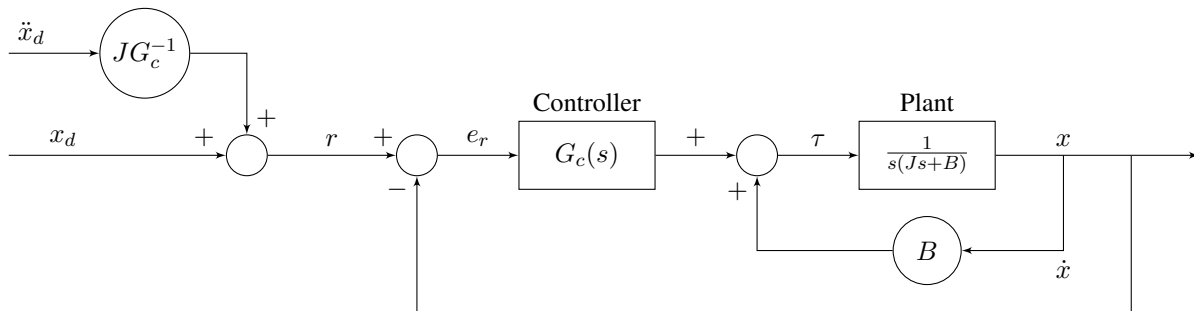 ẍ_d
JG_c^{-1}
+
x_d
+
r
+
−
e_r
Controller
G_c(s)
+
+
τ
Plant
1/(s(Js+B))
x
B
ẋ